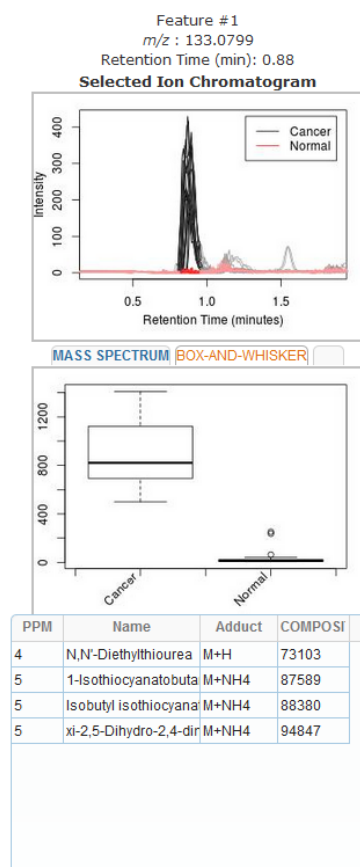 Feature #1
m/z : 133.0799
Retention Time (min): 0.88
Selected Ion Chromatogram
Intensity
400
300
200
100
0
Cancer
Normal
0.5 1.0 1.5
Retention Time (minutes)
MASS SPECTRUM BOX-AND-WHISKER
1200
800
400
0
Cancer Normal
PPM Name Adduct COMPOSI
4 N,N'-Diethylthiourea M+H 73103
5 1-Isothiocyanatobuta M+NH4 87589
5 Isobutyl isothiocyana M+NH4 88380
5 xi-2,5-Dihydro-2,4-dir M+NH4 94847